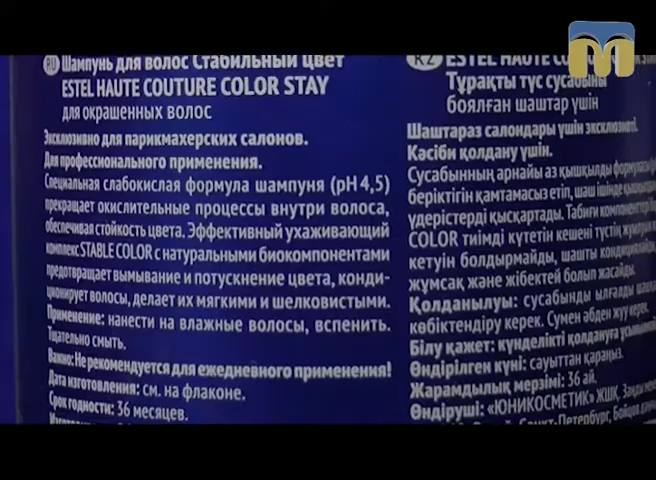 RU Шампунь для волос Стабильный цвет
ESTEL HAUTE COUTURE COLOR STAY
для окрашенных волос
Эксклюзивно для парикмахерских салонов.
Для профессионального применения.
Специальная слабокислая формула шампуня (pH 4,5)
прекращает окислительные процессы внутри волоса,
обеспечивая стойкость цвета. Эффективный ухаживающий
комплекс STABLE COLOR с натуральными биокомпонентами
предотвращает вымывание и потускнение цвета, конди-
ционирует волосы, делает их мягкими и шелковистыми.
Применение: нанести на влажные волосы, вспенить.
Тщательно смыть.
Важно: Не рекомендуется для ежедневного применения!
Дата изготовления: см. на флаконе.
Срок годности: 36 месяцев.
KZ ESTEL HAUTE
Тұрақты түс сусабыны
боялған шаштар үшін
Шаштараз салондары үшін эксклюзивті.
Кәсіби қолдану үшін.
Сусабынның арнайы аз қышқылды формуласы
беріктігін қамтамасыз етіп, шаш ішінде
үдерістерді қысқартады. Табиғи
COLOR тиімді күтетін кешені түстің
кетуін болдырмайды, шашты
жұмсақ және жібектей болып жасайды.
Қолданылуы: сусабынды ылғалды
көбіктендіру керек. Сумен әбден жуу керек.
Білу қажет: күнделікті қолдануға
Өндірілген күні: сауыттан қараңыз.
Жарамдылық мерзімі: 36 ай.
Өндіруші: «ЮНИКОСМЕТИК» ЖШҚ.
Санкт-Петербург,